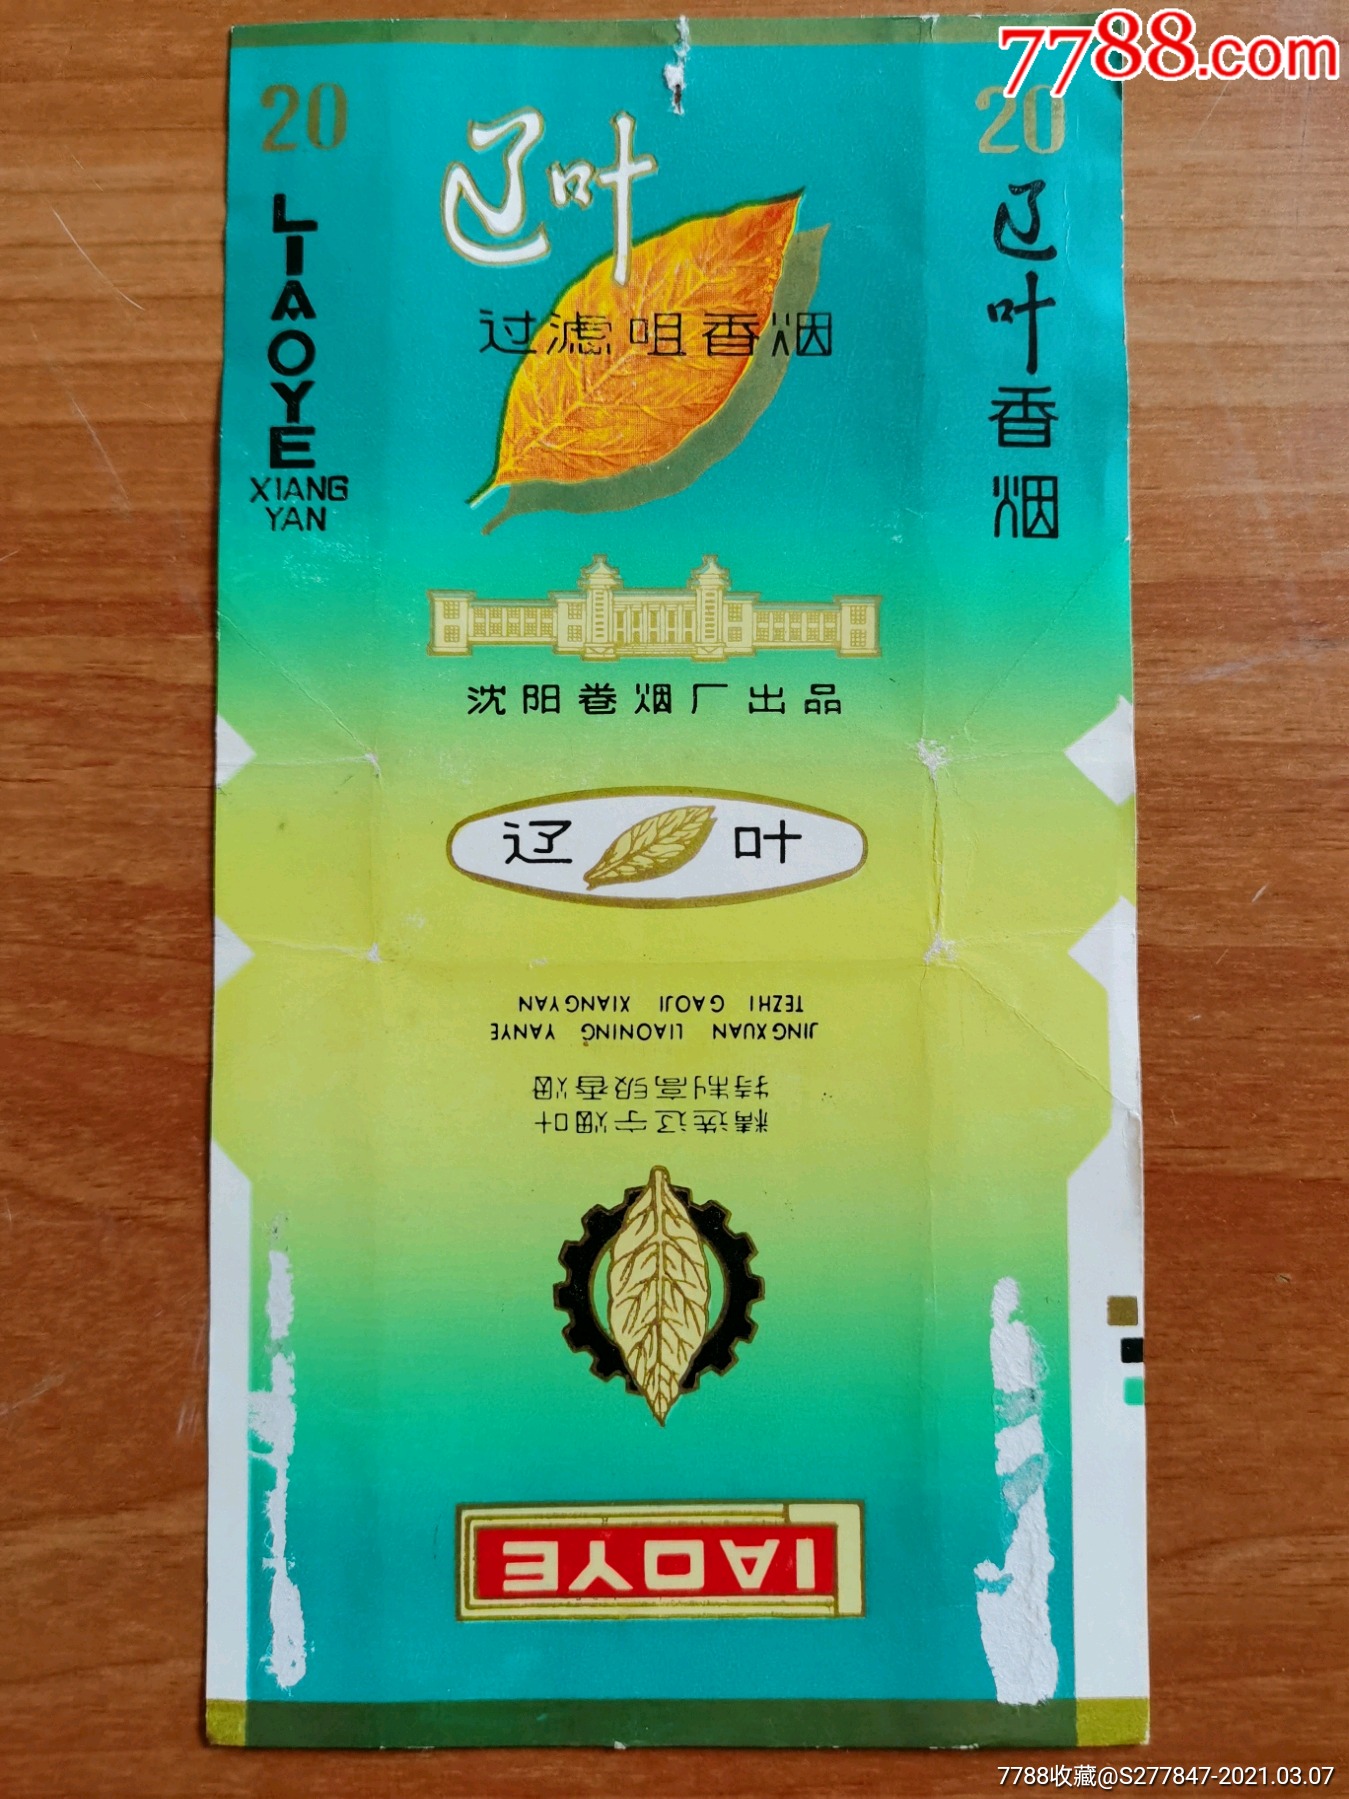 7788.com
20
LIAOYE
XIANG
YAN
辽叶
过滤咀香烟
20
辽叶香烟
沈阳卷烟厂出品
辽 叶
精选辽宁烟叶
特制高级香烟
JINGXUAN LIAONING YANYE
TEZHI GAOJI XIANGYAN
LIAOYE
7788收藏@S277847-2021.03.07